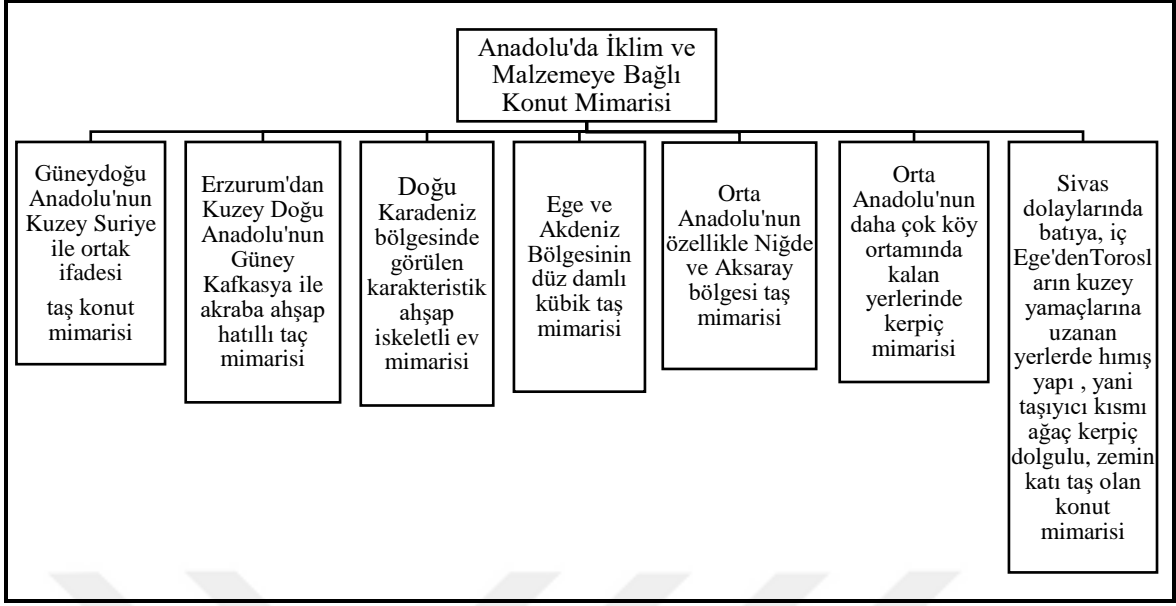 Anadolu'da İklim ve
Malzemeye Bağlı
Konut Mimarisi
Güneydoğu
Anadolu'nun
Kuzey Suriye
ile ortak
ifadesi
taş konut
mimarisi
Erzurum'dan
Kuzey Doğu
Anadolu'nun
Güney
Kafkasya ile
akraba ahşap
hatıllı taç
mimarisi
Doğu
Karadeniz
bölgesinde
görülen
karakteristik
ahşap
iskeletli ev
mimarisi
Ege ve
Akdeniz
Bölgesinin
düz damlı
kübik taş
mimarisi
Orta
Anadolu'nun
özellikle Niğde
ve Aksaray
bölgesi taş
mimarisi
Orta
Anadolu'nun
daha çok köy
ortamında
kalan
yerlerinde
kerpiç
mimarisi
Sivas
dolaylarında
batıya, iç
Ege'denTorosl
arın kuzey
yamaçlarına
uzanan
yerlerde hımış
yapı , yani
taşıyıcı kısmı
ağaç kerpiç
dolgulu, zemin
katı taş olan
konut
mimarisi